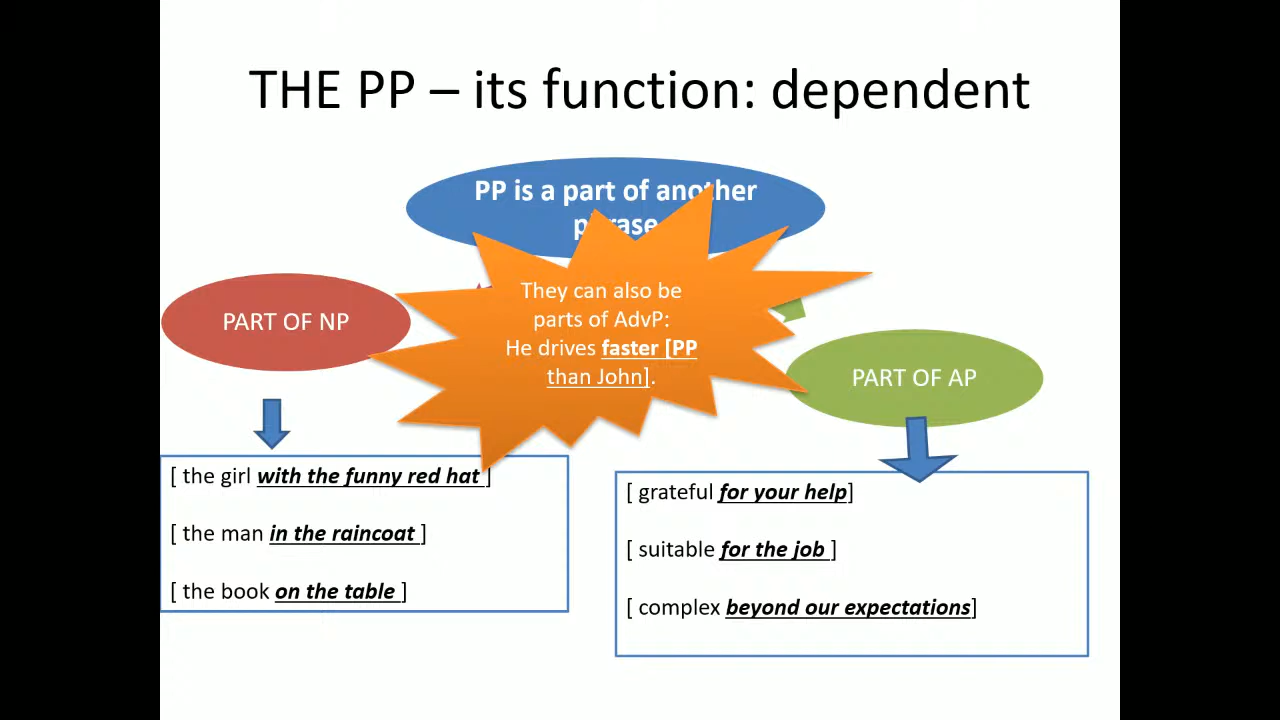 THE PP – its function: dependent
PP is a part of another
phrase
They can also be
parts of AdvP:
He drives faster [PP
than John].
PART OF NP
PART OF AP
[ the girl with the funny red hat ]
[ the man in the raincoat ]
[ the book on the table ]
[ grateful for your help]
[ suitable for the job ]
[ complex beyond our expectations]